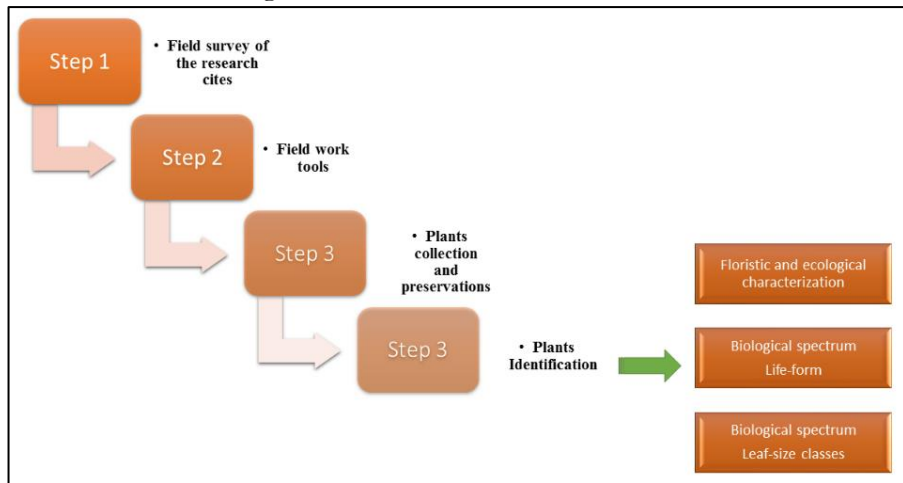 Step 1
• Field survey of
the research
cites
Step 2
• Field work
tools
Step 3
• Plants
collection
and
preservations
Step 3
• Plants
Identification
Floristic and ecological
characterization
Biological spectrum
Life-form
Biological spectrum
Leaf-size classes